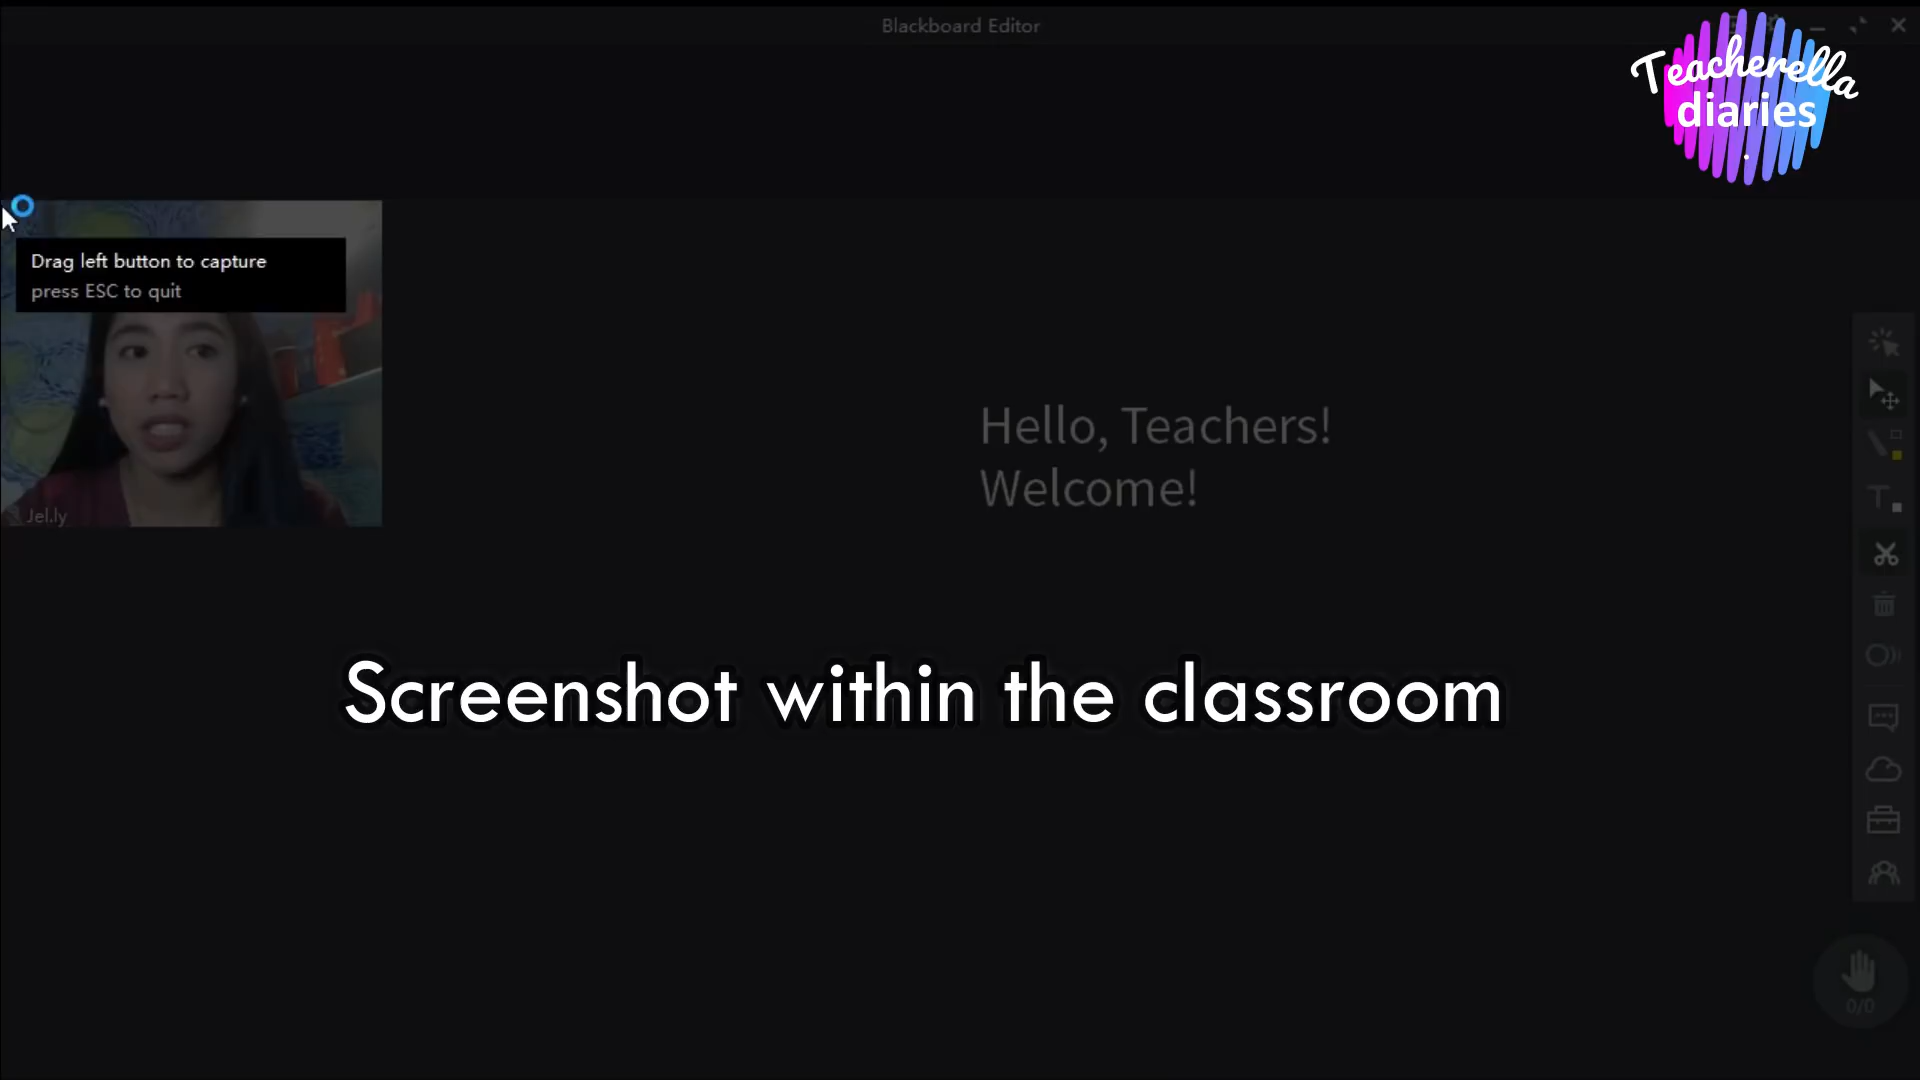 Blackboard Editor
Teacherella
diaries
Drag left button to capture
press ESC to quit
Jel.ly
Hello, Teachers!
Welcome!
Screenshot within the classroom
0/0